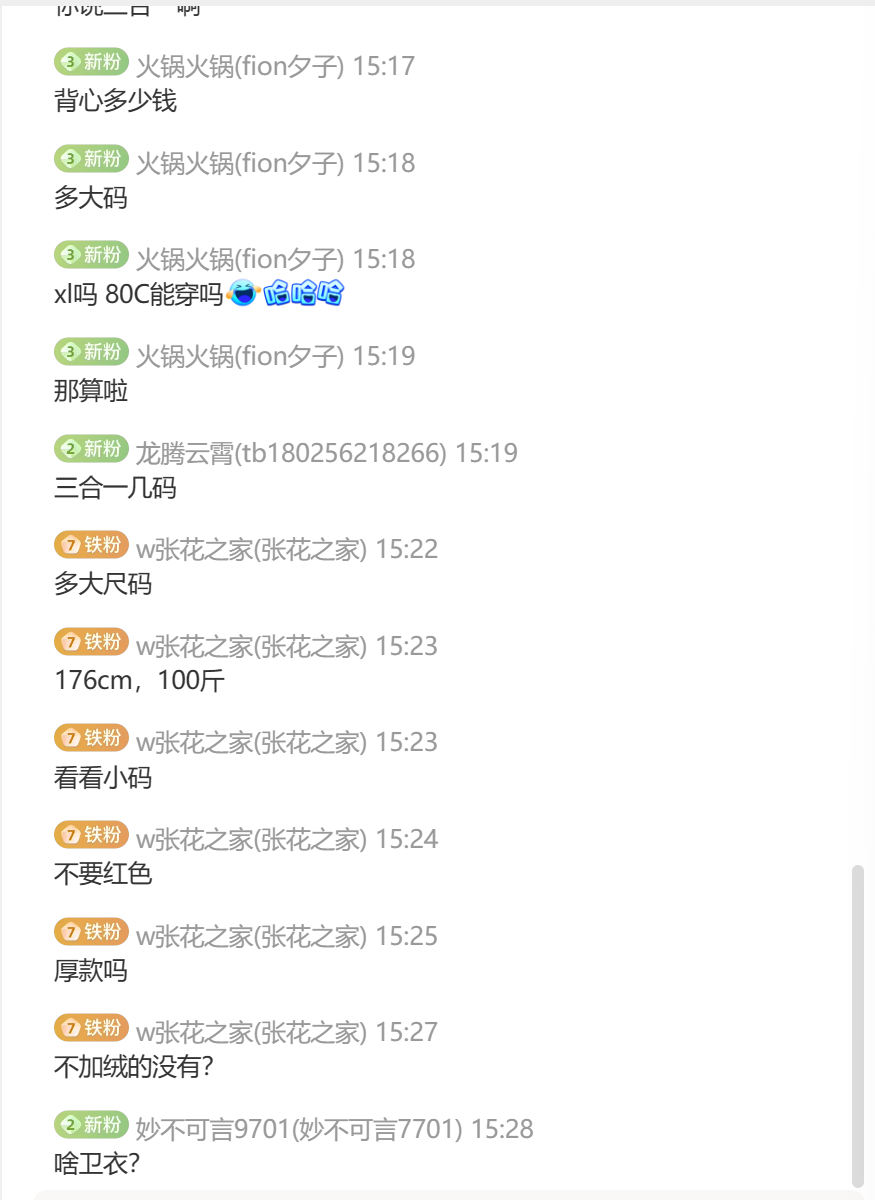 3 新粉 火锅火锅(fion夕子) 15:17
背心多少钱
3 新粉 火锅火锅(fion夕子) 15:18
多大码
3 新粉 火锅火锅(fion夕子) 15:18
xl吗 80C能穿吗 哈哈哈
3 新粉 火锅火锅(fion夕子) 15:19
那算啦
2 新粉 龙腾云霄(tb180256218266) 15:19
三合一几码
7 铁粉 w张花之家(张花之家) 15:22
多大尺码
7 铁粉 w张花之家(张花之家) 15:23
176cm，100斤
7 铁粉 w张花之家(张花之家) 15:23
看看小码
7 铁粉 w张花之家(张花之家) 15:24
不要红色
7 铁粉 w张花之家(张花之家) 15:25
厚款吗
7 铁粉 w张花之家(张花之家) 15:27
不加绒的没有?
2 新粉 妙不可言9701(妙不可言7701) 15:28
啥卫衣?